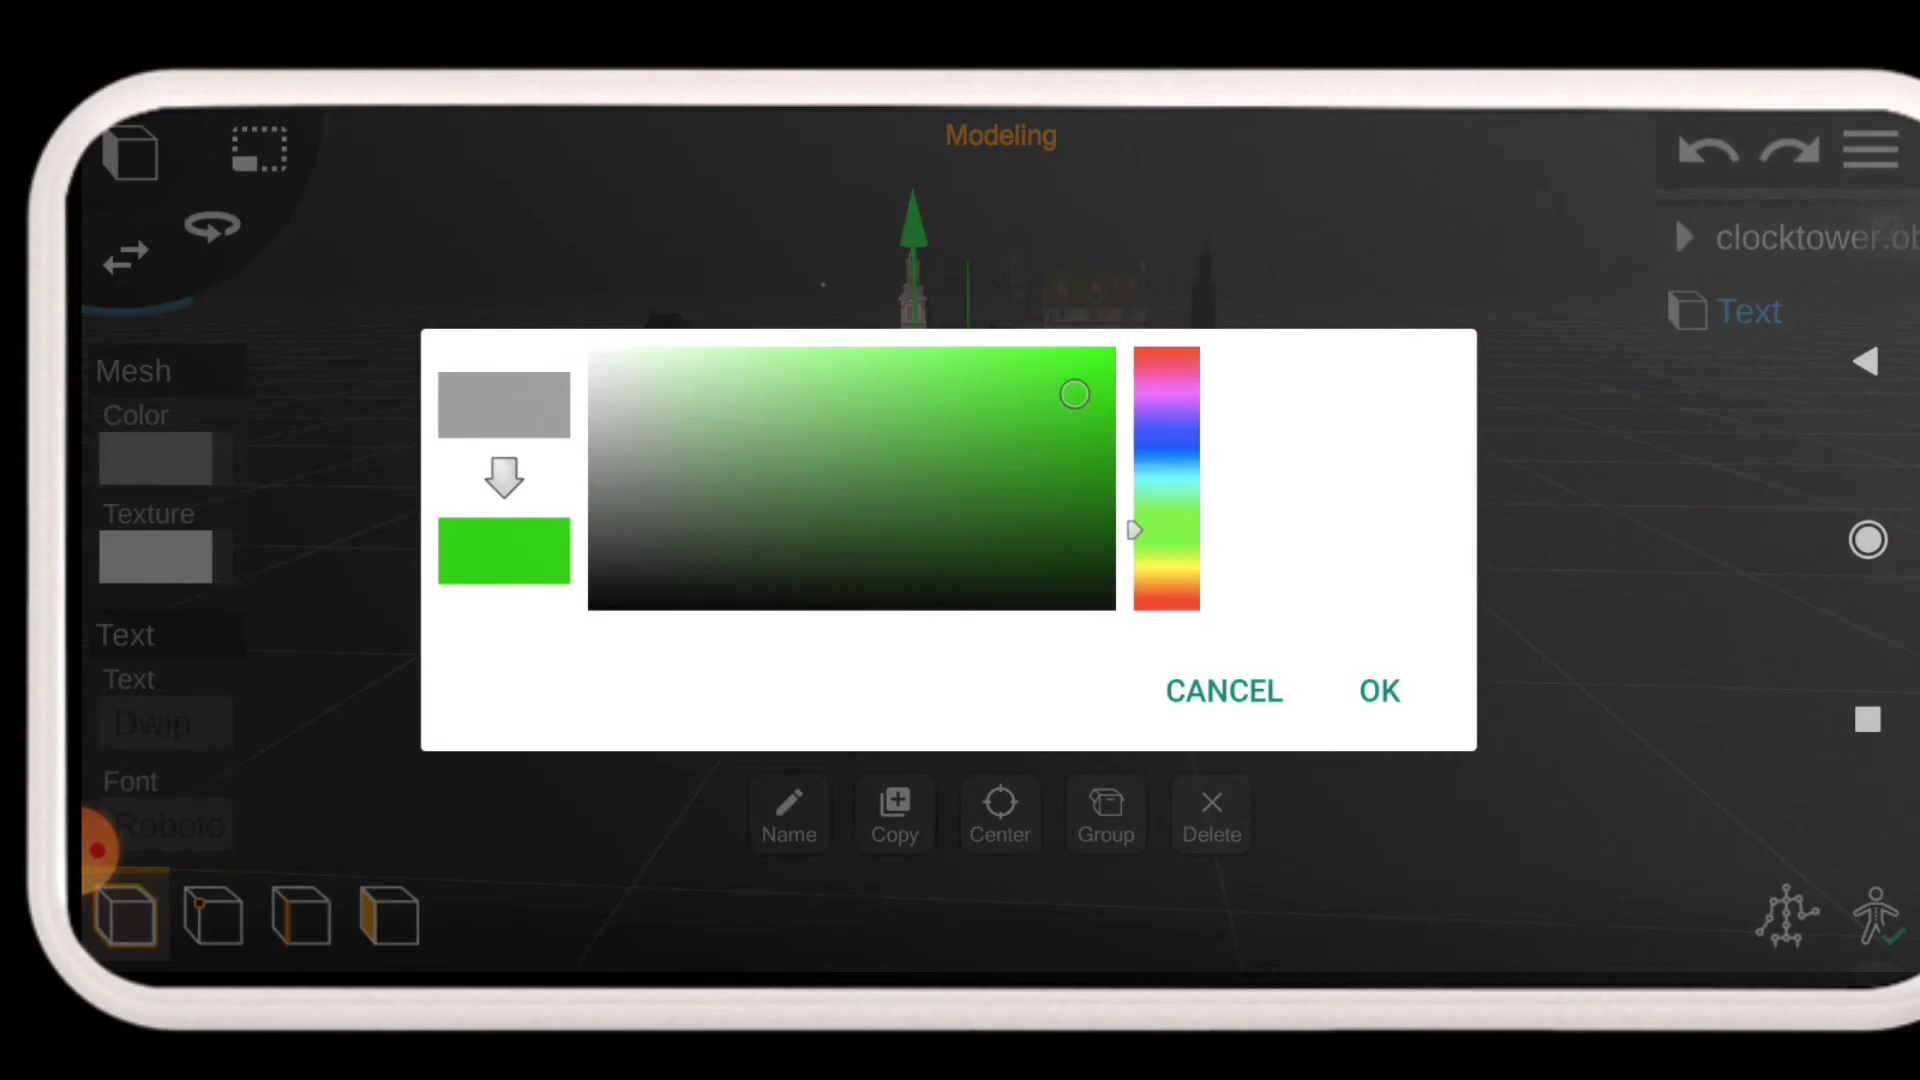 Modeling
clocktower.ob
Text
Mesh
Color
Texture
Text
Text
Dwip
Font
Roboto
CANCEL
OK
Name
Copy
Center
Group
Delete